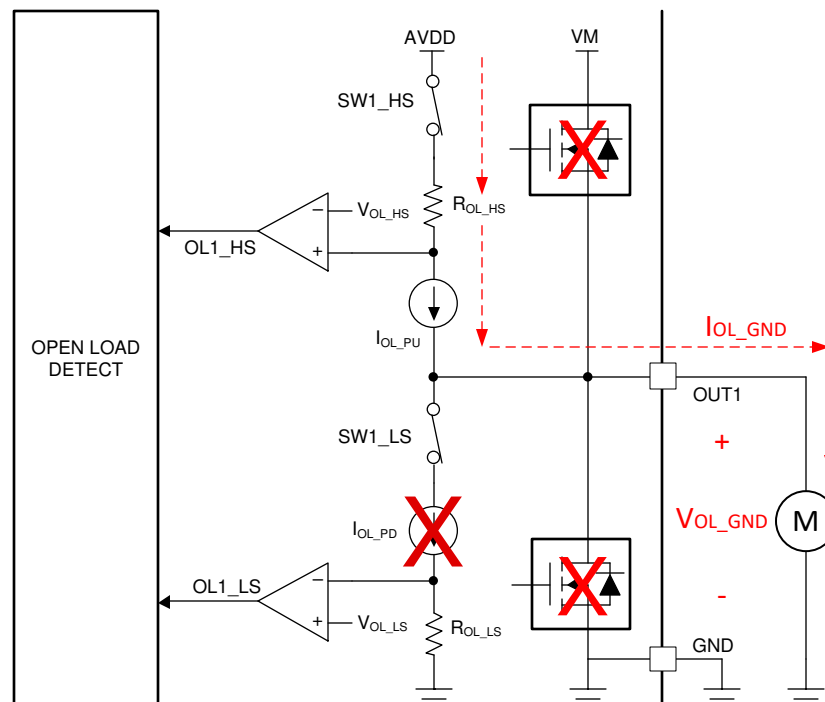 AVDD
VM
SW1_HS
VOL_HS
ROL_HS
−
+
OL1_HS
IOL_PU
IOL_GND
OPEN LOAD
DETECT
OUT1
SW1_LS
+
VOL_GND
M
-
IOL_PD
OL1_LS
−
+
VOL_LS
ROL_LS
GND